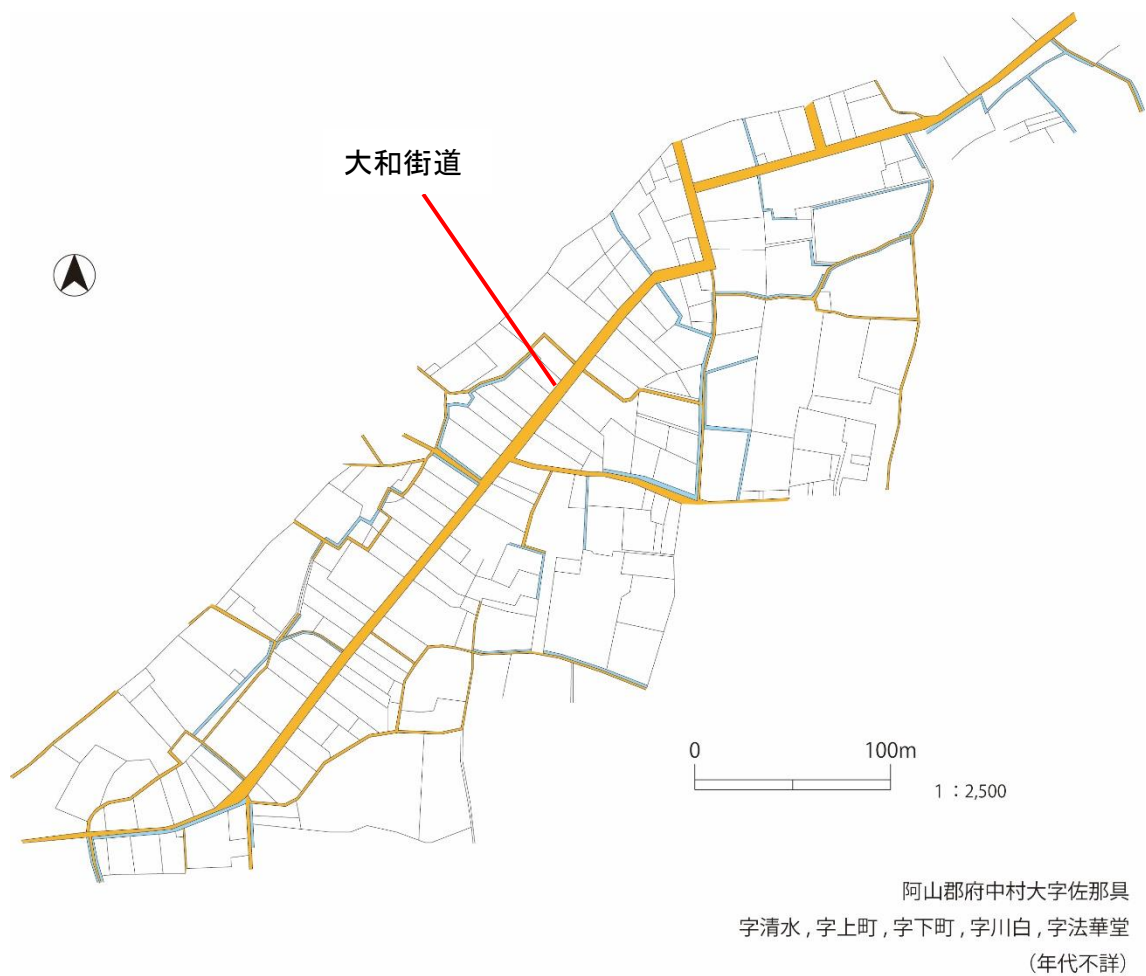 大和街道
0 100m
1：2,500
阿山郡府中村大字佐那具
字清水，字上町，字下町，字川白，字法華堂
（年代不詳）